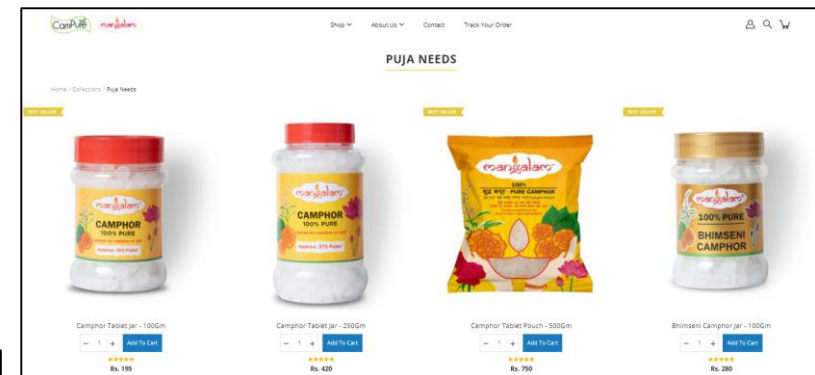 CamPure mangalam Shop About Us Contact Track Your Order
PUJA NEEDS
Home / Collections / Puja Needs
BEST SELLER BEST SELLER BEST SELLER
mangalam
CAMPHOR
100% PURE
mangalam
CAMPHOR
100% PURE
Approx. 375 Pujas
mangalam
100%
शुद्ध कपूर · PURE CAMPHOR
mangalam
100% PURE
BHIMSENI
CAMPHOR
Camphor Tablet Jar - 100Gm
- 1 + Add To Cart
Rs. 195
Camphor Tablet Jar - 250Gm
- 1 + Add To Cart
Rs. 420
Camphor Tablet Pouch - 500Gm
- 1 + Add To Cart
Rs. 750
Bhimseni Camphor Jar - 100Gm
- 1 + Add To Cart
Rs. 280